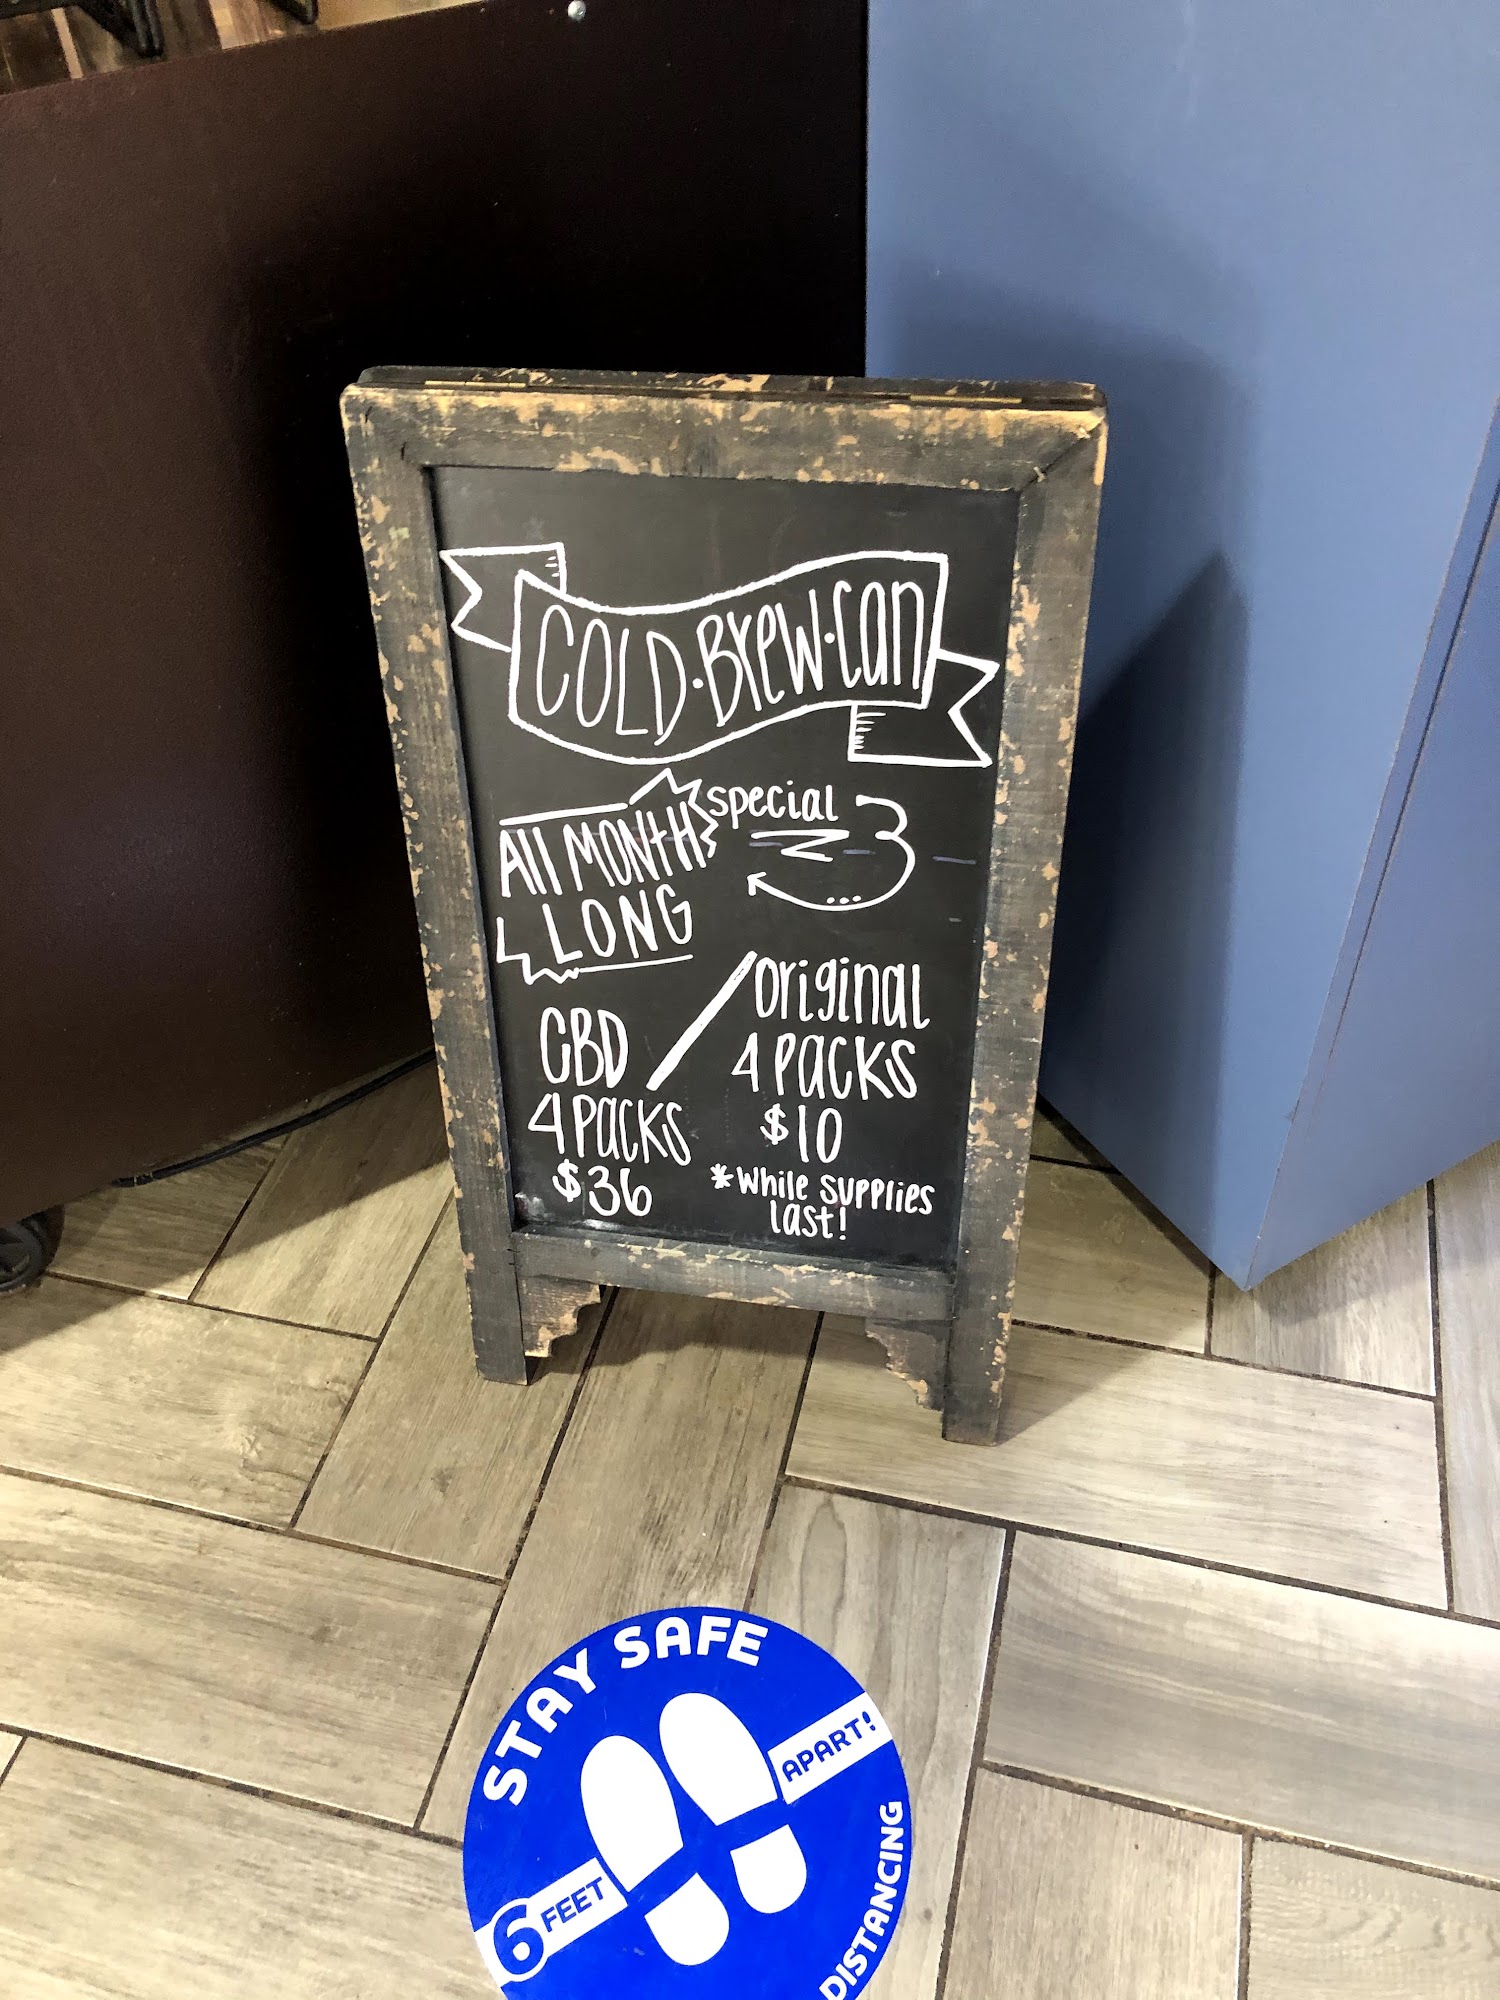 COLD·Brew·can
All MONtH
LONG
special
CBD
4 PACKS
$36
Original
4 PACKS
$10
*While supplies
last!
STAY SAFE
6 FEET
APART!
DISTANCING